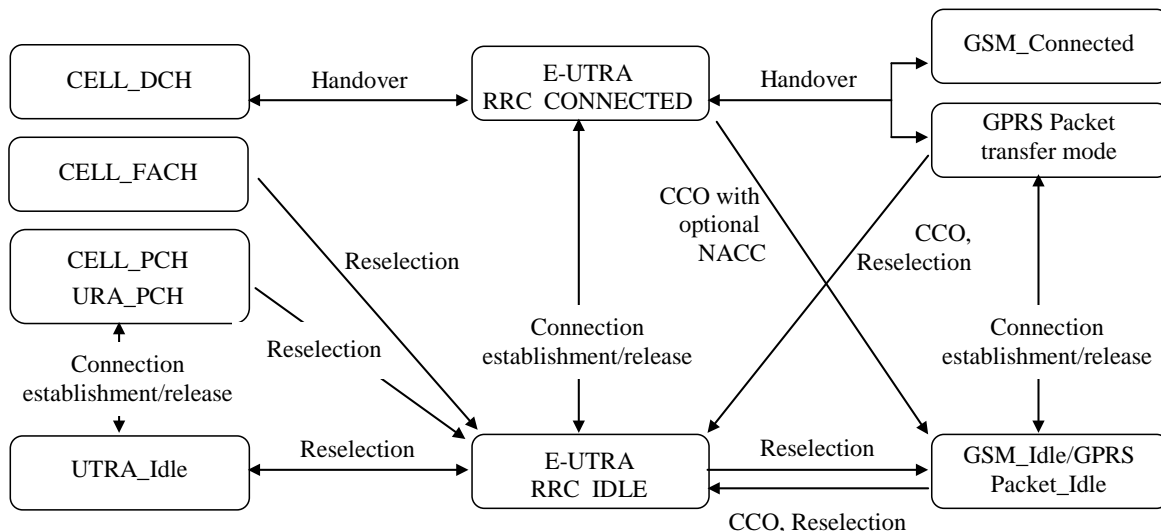 GSM_Connected
CELL_DCH
Handover
E-UTRA
RRC CONNECTED
Handover
GPRS Packet
transfer mode
CELL_FACH
CCO with
optional
NACC
CCO,
Reselection
CELL_PCH
URA_PCH
Reselection
Reselection
Connection
establishment/release
Connection
establishment/release
Connection
establishment/release
UTRA_Idle
Reselection
E-UTRA
RRC IDLE
Reselection
GSM_Idle/GPRS
Packet_Idle
CCO, Reselection